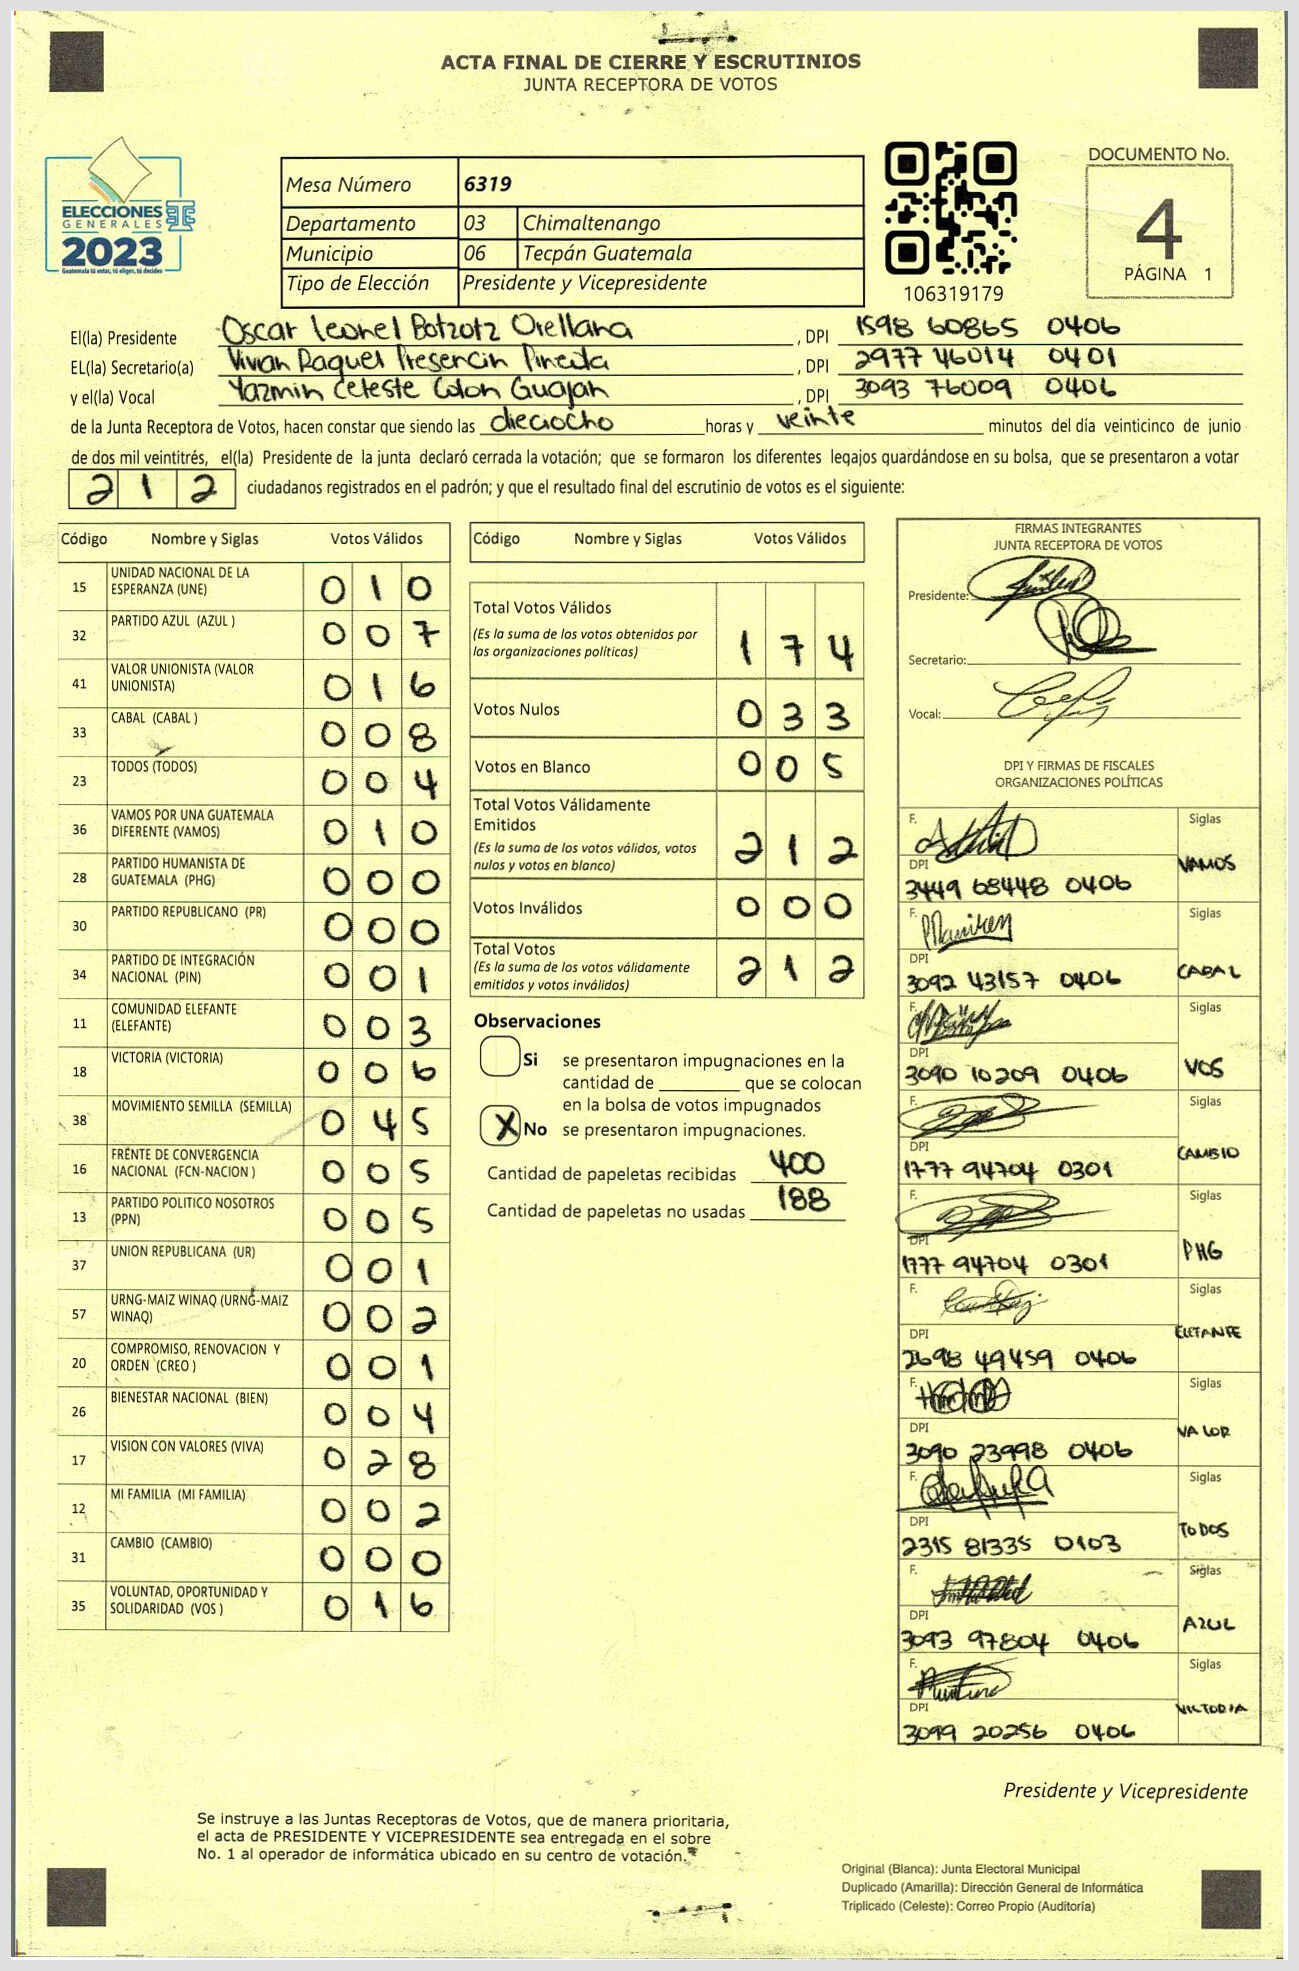 ACTA FINAL DE CIERRE Y ESCRUTINIOS
JUNTA RECEPTORA DE VOTOS
ELECCIONES
GENERALES
2023
Guatemala tú votas, tú eliges, tú decides
Mesa Número 6319
Departamento 03 Chimaltenango
Municipio 06 Tecpán Guatemala
Tipo de Elección Presidente y Vicepresidente
106319179
DOCUMENTO No.
4
PÁGINA 1
El(la) Presidente Oscar Leonel Botzotz Orellana, DPI 1598 60865 0406
EL(la) Secretario(a) Vivian Raquel Presencin Pineda, DPI 2977 46014 0401
y el(la) Vocal Yazmin Celeste Colon Guajan, DPI 3093 76009 0406
de la Junta Receptora de Votos, hacen constar que siendo las dieciocho horas y veinte minutos del día veinticinco de junio
de dos mil veintitrés, el(la) Presidente de la junta declaró cerrada la votación; que se formaron los diferentes legajos guardándose en su bolsa, que se presentaron a votar
212 ciudadanos registrados en el padrón; y que el resultado final del escrutinio de votos es el siguiente:
Código Nombre y Siglas Votos Válidos
15 UNIDAD NACIONAL DE LA ESPERANZA (UNE) 0 1 0
32 PARTIDO AZUL (AZUL ) 0 0 7
41 VALOR UNIONISTA (VALOR UNIONISTA) 0 1 6
33 CABAL (CABAL ) 0 0 8
23 TODOS (TODOS) 0 0 4
36 VAMOS POR UNA GUATEMALA DIFERENTE (VAMOS) 0 1 0
28 PARTIDO HUMANISTA DE GUATEMALA (PHG) 0 0 0
30 PARTIDO REPUBLICANO (PR) 0 0 0
34 PARTIDO DE INTEGRACIÓN NACIONAL (PIN) 0 0 1
11 COMUNIDAD ELEFANTE (ELEFANTE) 0 0 3
18 VICTORIA (VICTORIA) 0 0 6
38 MOVIMIENTO SEMILLA (SEMILLA) 0 4 5
16 FRENTE DE CONVERGENCIA NACIONAL (FCN-NACION ) 0 0 5
13 PARTIDO POLITICO NOSOTROS (PPN) 0 0 5
37 UNION REPUBLICANA (UR) 0 0 1
57 URNG-MAIZ WINAQ (URNG-MAIZ WINAQ) 0 0 2
20 COMPROMISO, RENOVACION Y ORDEN (CREO ) 0 0 1
26 BIENESTAR NACIONAL (BIEN) 0 0 4
17 VISION CON VALORES (VIVA) 0 2 8
12 MI FAMILIA (MI FAMILIA) 0 0 2
31 CAMBIO (CAMBIO) 0 0 0
35 VOLUNTAD, OPORTUNIDAD Y SOLIDARIDAD (VOS ) 0 1 6
Código Nombre y Siglas Votos Válidos
Total Votos Válidos
(Es la suma de los votos obtenidos por
las organizaciones políticas) 1 7 4
Votos Nulos 0 3 3
Votos en Blanco 0 0 5
Total Votos Válidamente
Emitidos
(Es la suma de los votos válidos, votos
nulos y votos en blanco) 2 1 2
Votos Inválidos 0 0 0
Total Votos
(Es la suma de los votos válidamente
emitidos y votos inválidos) 2 1 2
Observaciones
Si se presentaron impugnaciones en la
cantidad de ________ que se colocan
en la bolsa de votos impugnados
X No se presentaron impugnaciones.
Cantidad de papeletas recibidas 400
Cantidad de papeletas no usadas 188
FIRMAS INTEGRANTES
JUNTA RECEPTORA DE VOTOS
Presidente:
Secretario:
Vocal:
DPI Y FIRMAS DE FISCALES
ORGANIZACIONES POLÍTICAS
F. Siglas
DPI VAMOS
3449 68448 0406
F. Siglas
DPI CABAL
3092 43157 0406
F. Siglas
DPI VOS
3090 10209 0406
F. Siglas
DPI CAMBIO
1777 94704 0301
F. Siglas
DPI PHG
1777 94704 0301
F. Siglas
DPI
2698 49459 0406
F. Siglas
DPI VALOR
3090 23998 0406
F. Siglas
DPI TODOS
2315 81335 0103
F. Siglas
DPI AZUL
3093 97804 0406
F. Siglas
DPI VICTORIA
3099 20256 0406
Presidente y Vicepresidente
Se instruye a las Juntas Receptoras de Votos, que de manera prioritaria,
el acta de PRESIDENTE Y VICEPRESIDENTE sea entregada en el sobre
No. 1 al operador de informática ubicado en su centro de votación.
Original (Blanca): Junta Electoral Municipal
Duplicado (Amarilla): Dirección General de Informática
Triplicado (Celeste): Correo Propio (Auditoría)